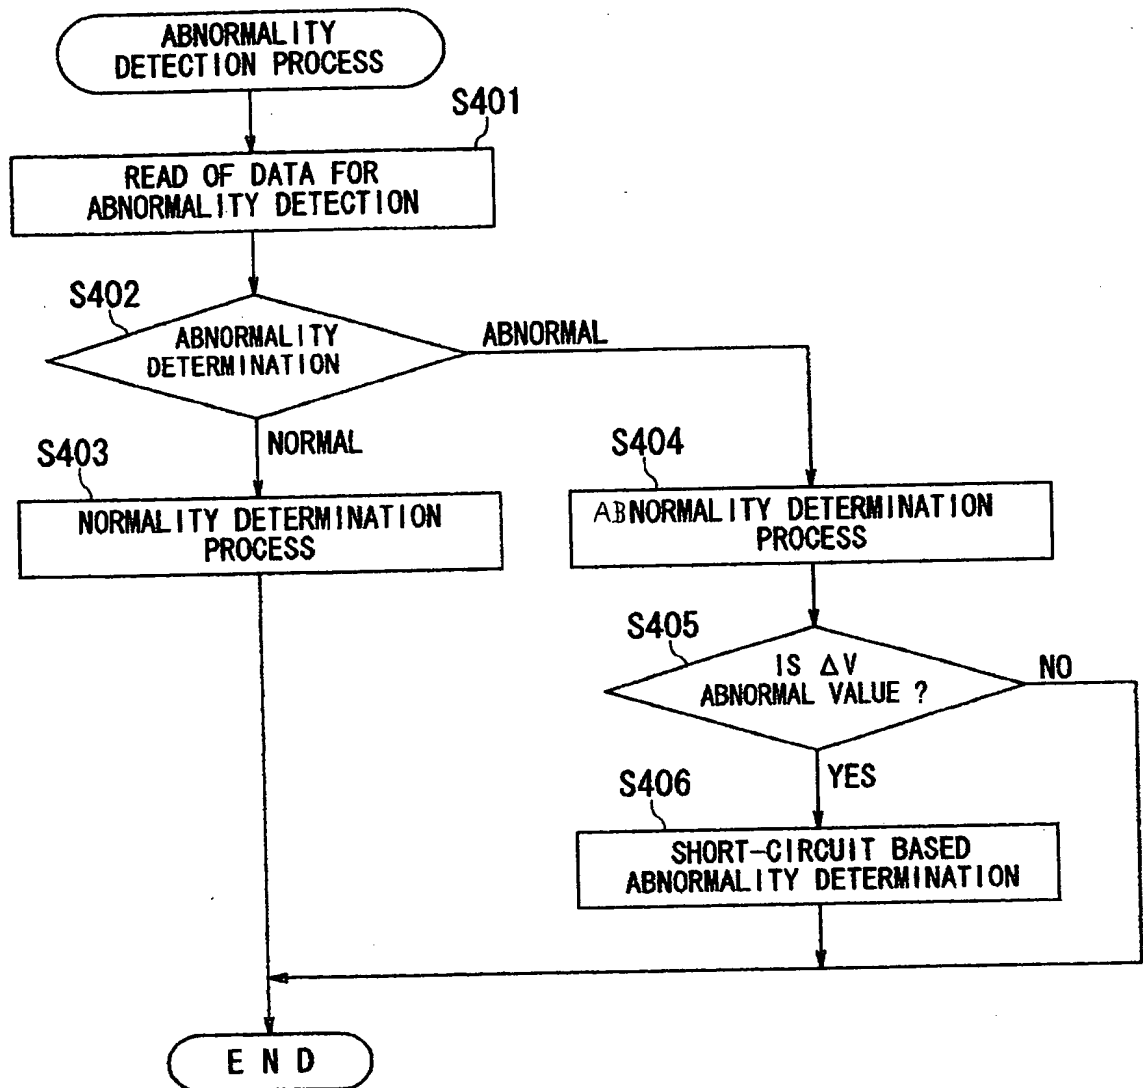 ABNORMALITY
DETECTION PROCESS
S401
READ OF DATA FOR
ABNORMALITY DETECTION
S402
ABNORMALITY
DETERMINATION
ABNORMAL
NORMAL
S403
NORMALITY DETERMINATION
PROCESS
S404
ABNORMALITY DETERMINATION
PROCESS
S405
IS ΔV
ABNORMAL VALUE ?
NO
YES
S406
SHORT-CIRCUIT BASED
ABNORMALITY DETERMINATION
END